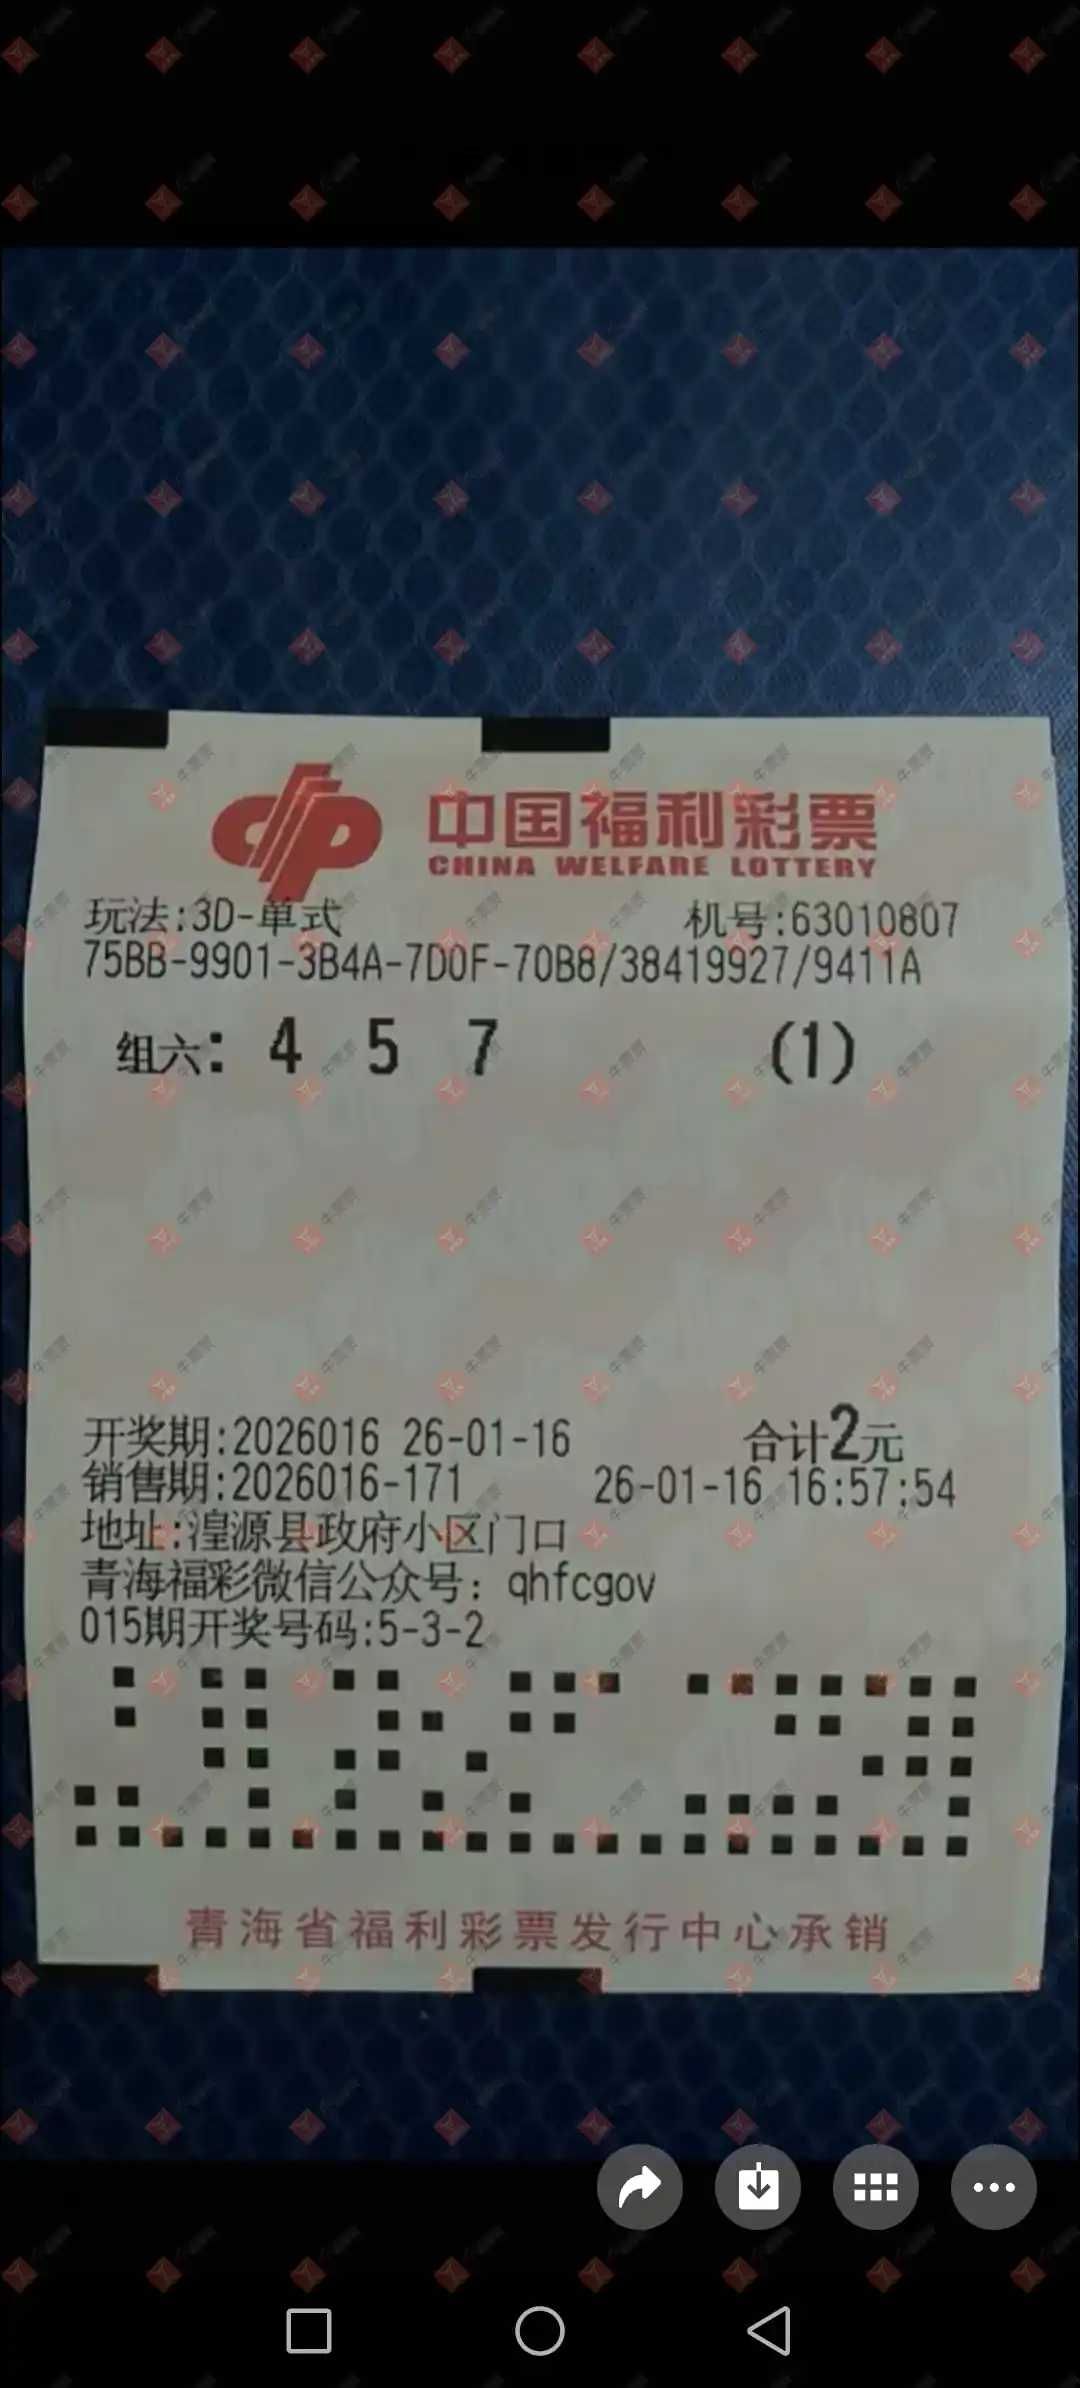 中国福利彩票
CHINA WELFARE LOTTERY
玩法:3D-单式 机号:63010807
75BB-9901-3B4A-7D0F-70B8/38419927/9411A
组六: 4 5 7 (1)
开奖期:2026016 26-01-16 合计2元
销售期:2026016-171 26-01-16 16:57:54
地址:湟源县政府小区门口
青海福彩微信公众号: qhfcgov
015期开奖号码:5-3-2
青海省福利彩票发行中心承销